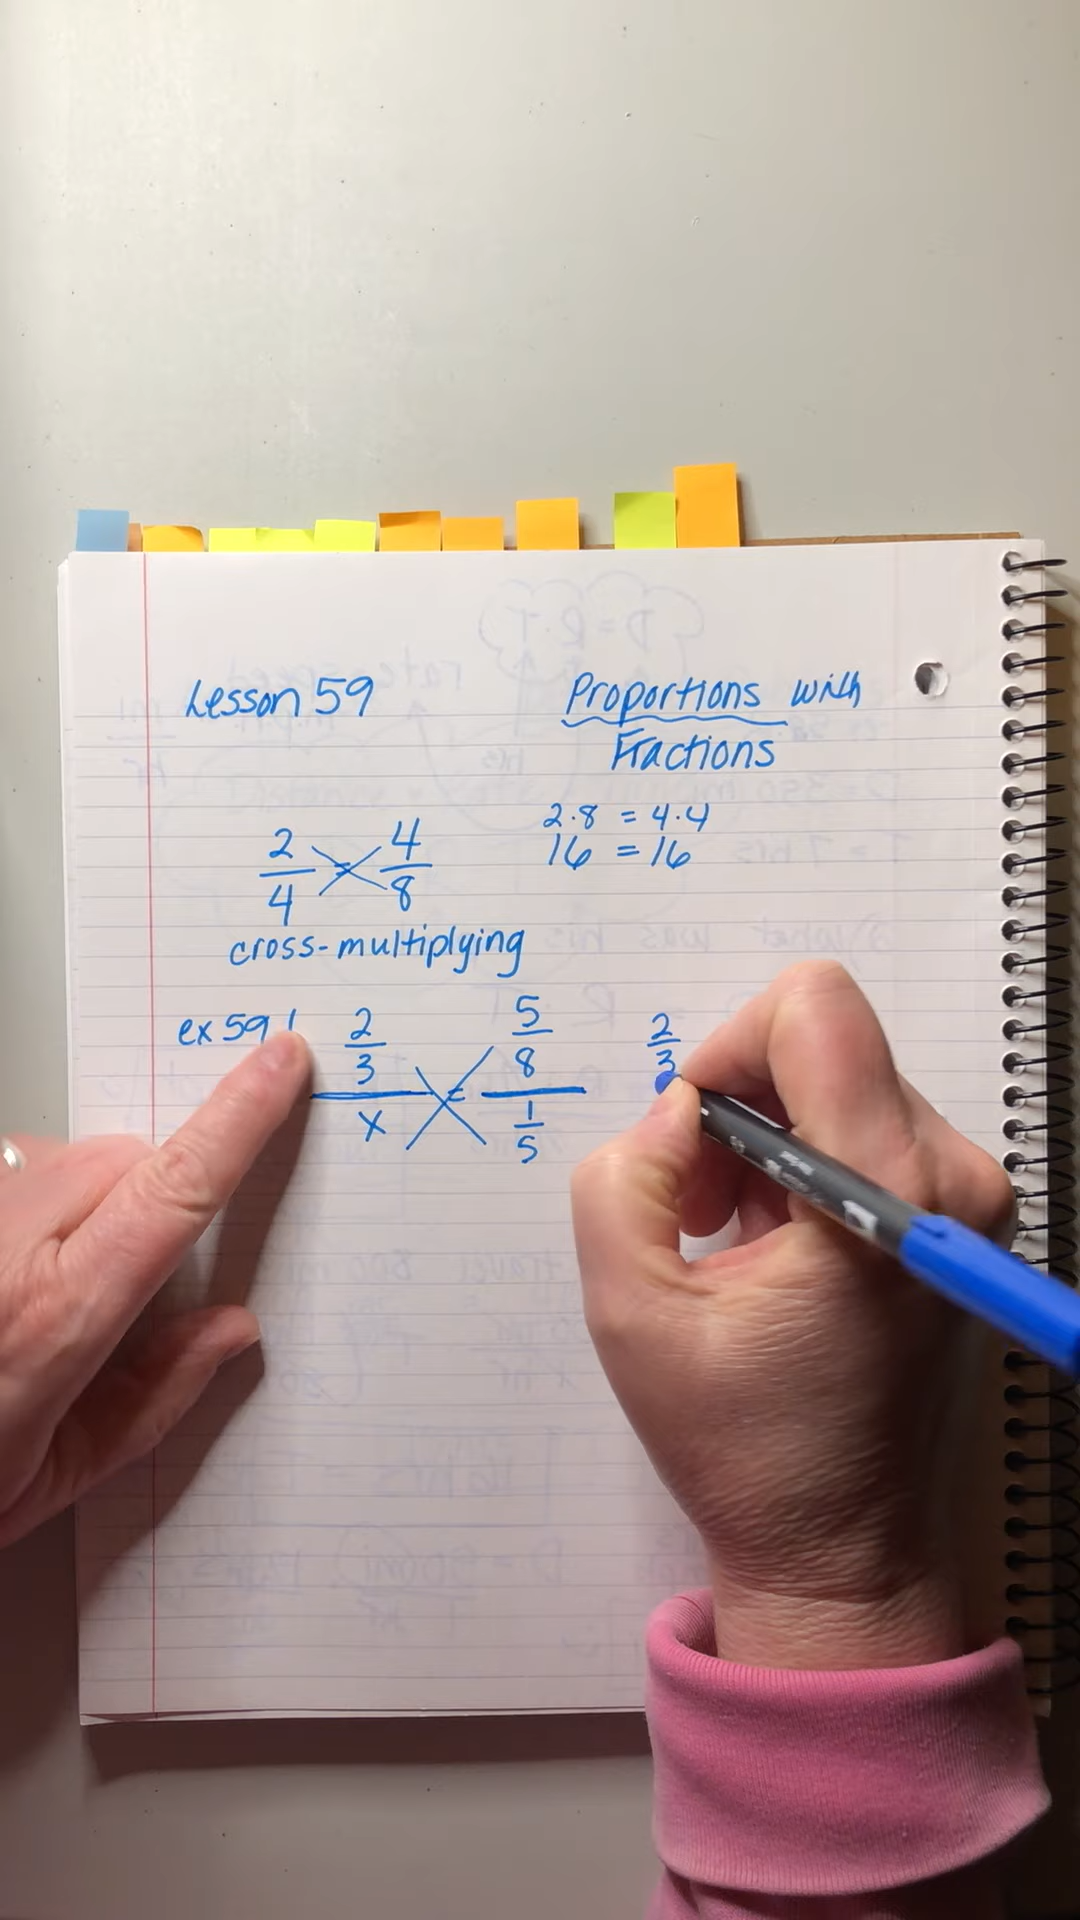 Lesson 59
Proportions with
Fractions
2/4 = 4/8
2·8 = 4·4
16 = 16
cross-multiplying
ex 59.1
2/3 / x = 5/8 / 1/5
2/3